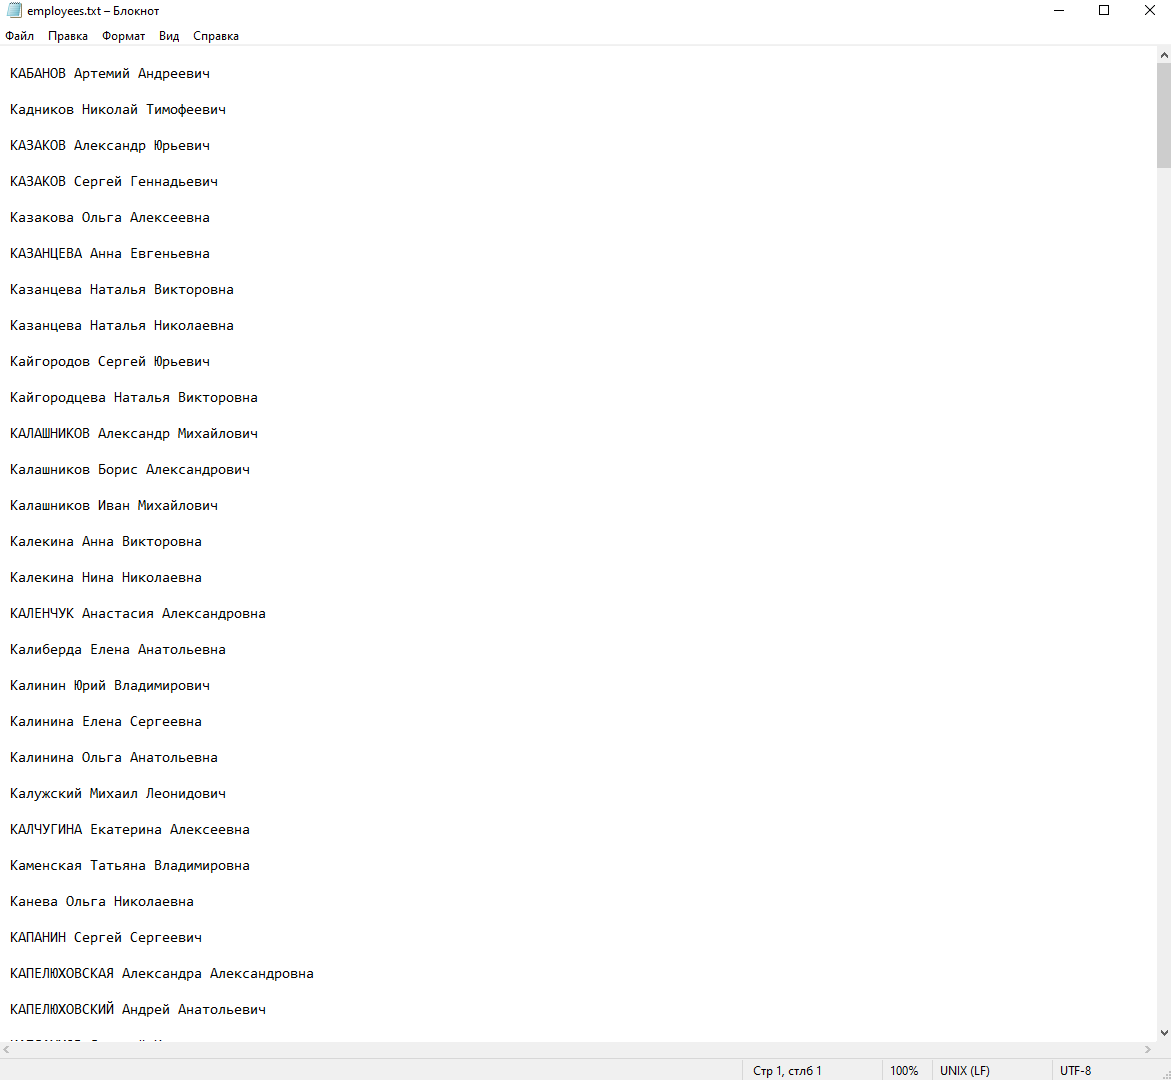 employees.txt – Блокнот
Файл Правка Формат Вид Справка
КАБАНОВ Артемий Андреевич
Кадников Николай Тимофеевич
КАЗАКОВ Александр Юрьевич
КАЗАКОВ Сергей Геннадьевич
Казакова Ольга Алексеевна
КАЗАНЦЕВА Анна Евгеньевна
Казанцева Наталья Викторовна
Казанцева Наталья Николаевна
Кайгородов Сергей Юрьевич
Кайгородцева Наталья Викторовна
КАЛАШНИКОВ Александр Михайлович
Калашников Борис Александрович
Калашников Иван Михайлович
Калекина Анна Викторовна
Калекина Нина Николаевна
КАЛЕНЧУК Анастасия Александровна
Калиберда Елена Анатольевна
Калинин Юрий Владимирович
Калинина Елена Сергеевна
Калинина Ольга Анатольевна
Калужский Михаил Леонидович
КАЛЧУГИНА Екатерина Алексеевна
Каменская Татьяна Владимировна
Канева Ольга Николаевна
КАПАНИН Сергей Сергеевич
КАПЕЛЮХОВСКАЯ Александра Александровна
КАПЕЛЮХОВСКИЙ Андрей Анатольевич
Стр 1, стлб 1 100% UNIX (LF) UTF-8